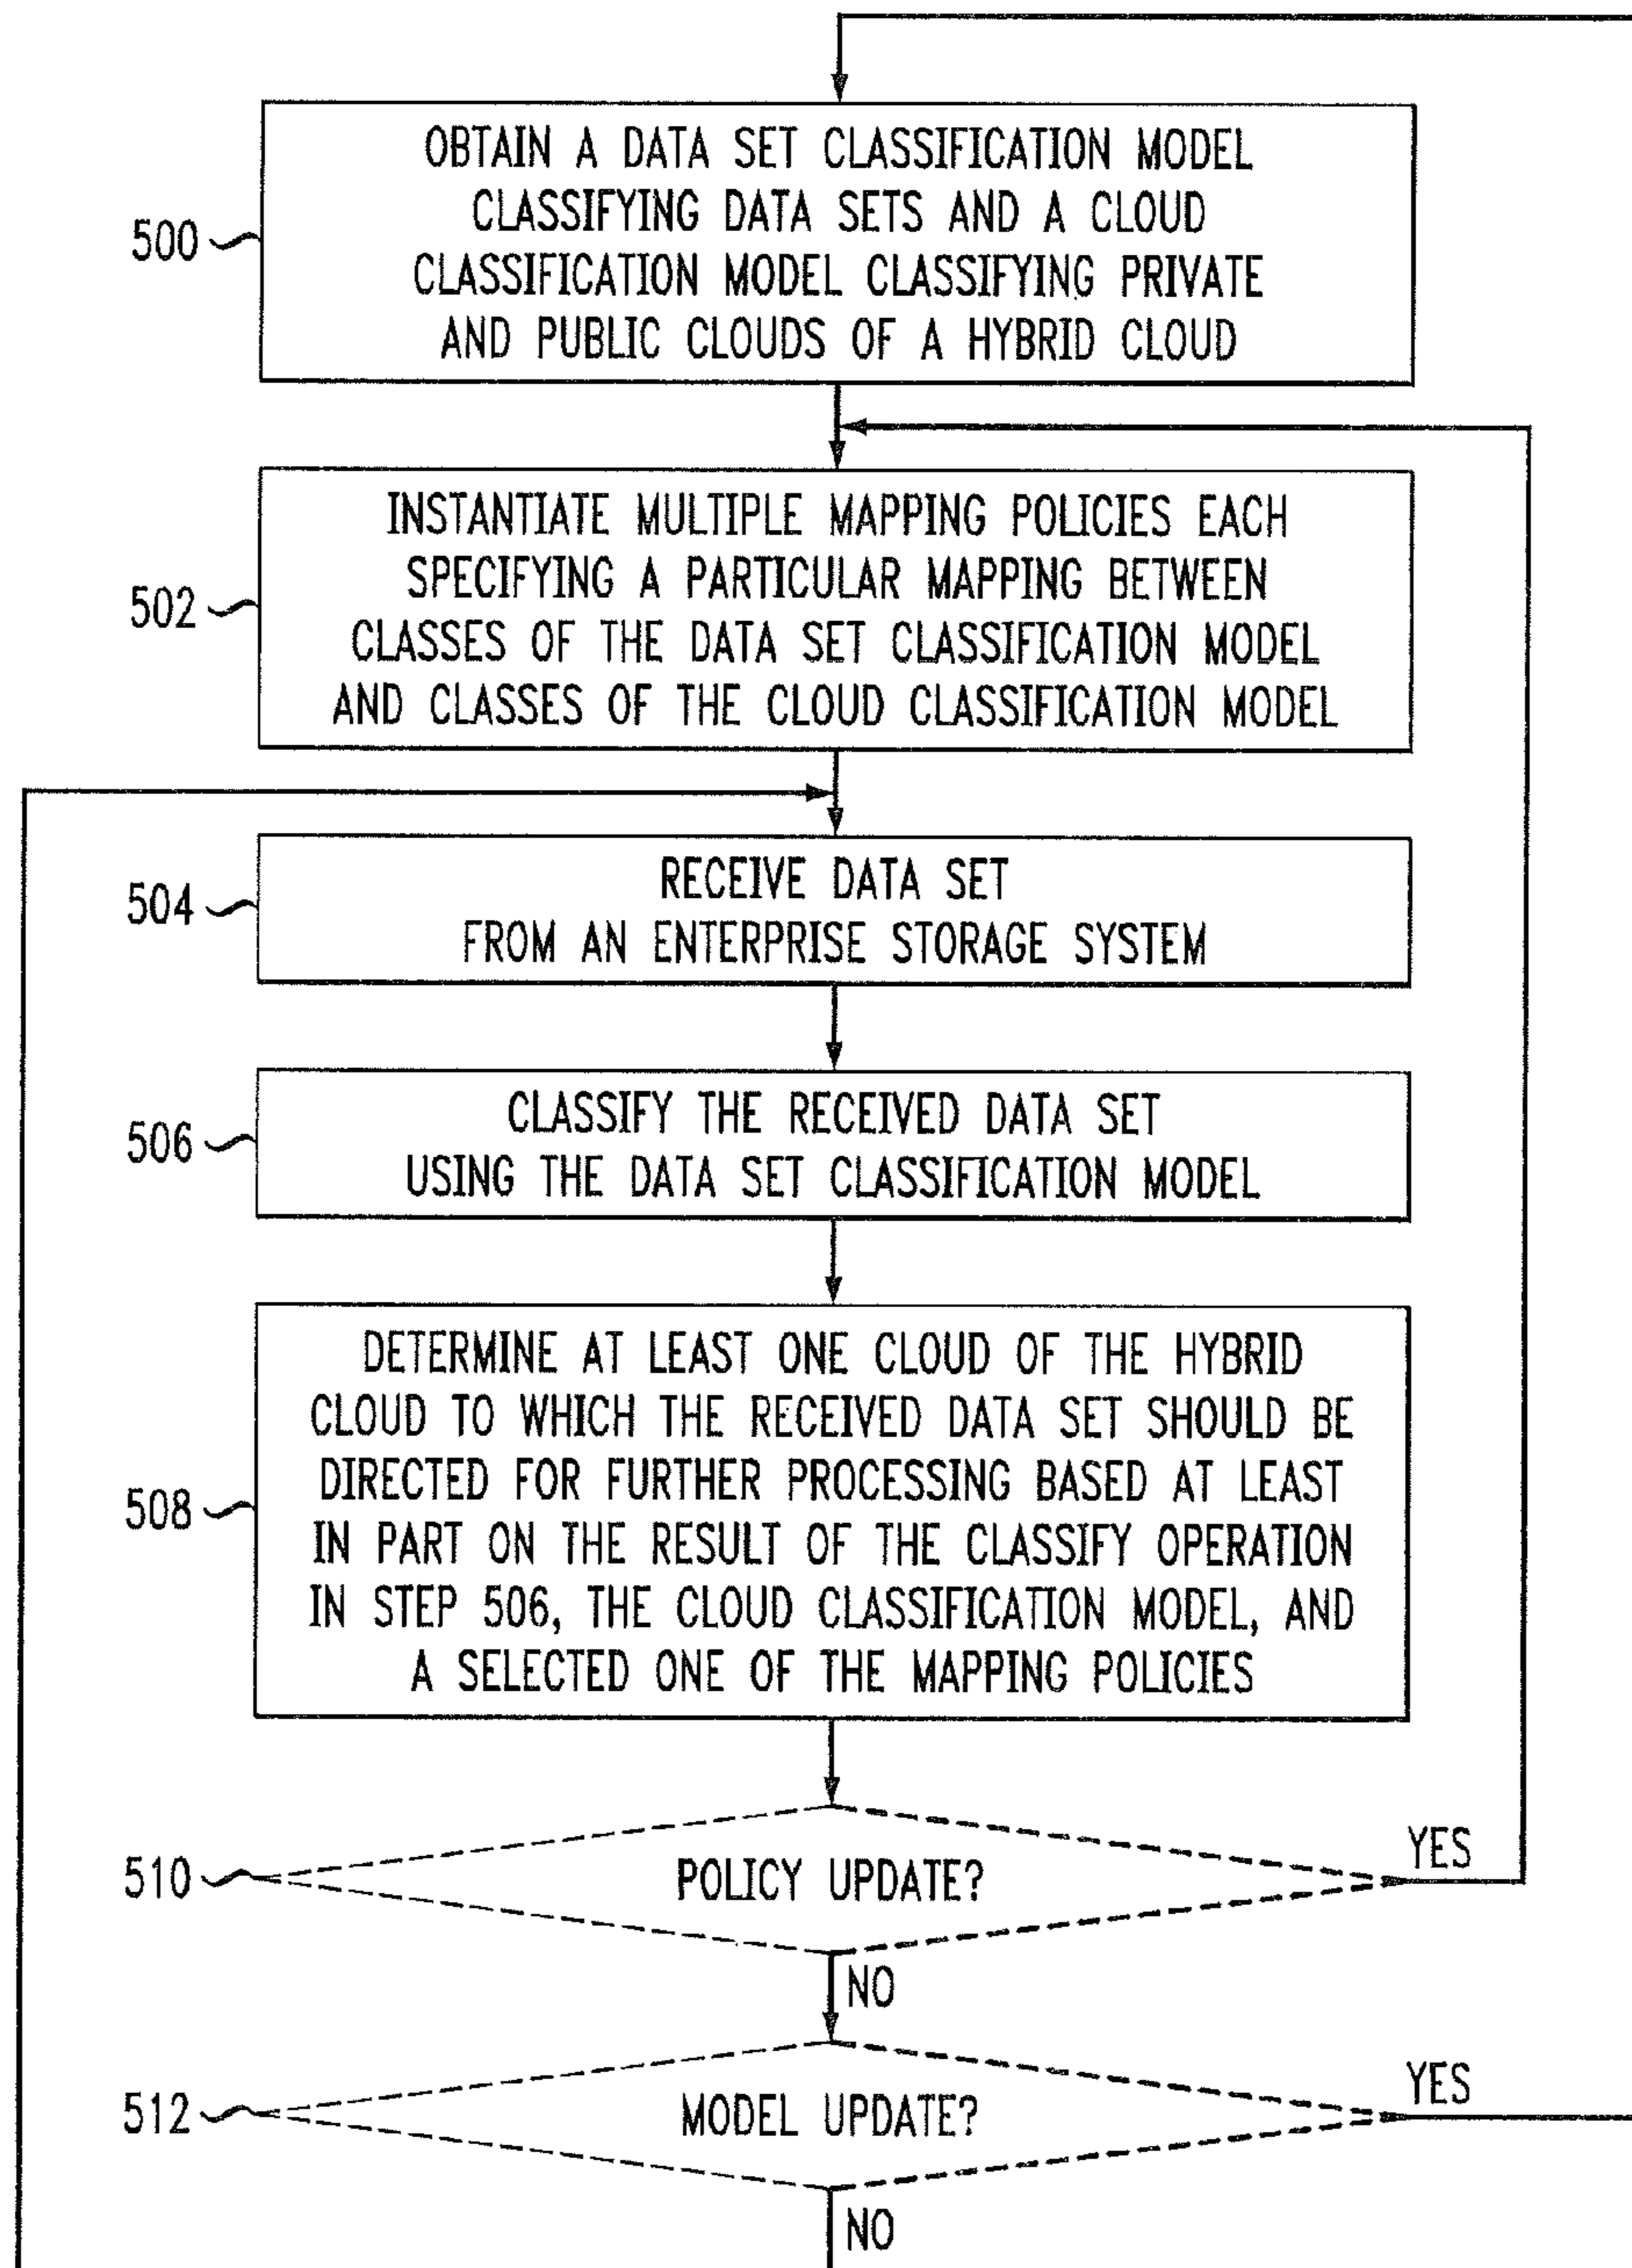 OBTAIN A DATA SET CLASSIFICATION MODEL
CLASSIFYING DATA SETS AND A CLOUD
500
CLASSIFICATION MODEL CLASSIFYING PRIVATE
AND PUBLIC CLOUDS OF A HYBRID CLOUD
INSTANTIATE MULTIPLE MAPPING POLICIES EACH
SPECIFYING A PARTICULAR MAPPING BETWEEN
502
CLASSES OF THE DATA SET CLASSIFICATION MODEL
AND CLASSES OF THE CLOUD CLASSIFICATION MODEL
RECEIVE DATA SET
504
FROM AN ENTERPRISE STORAGE SYSTEM
CLASSIFY THE RECEIVED DATA SET
506
USING THE DATA SET CLASSIFICATION MODEL
DETERMINE AT LEAST ONE CLOUD OF THE HYBRID
CLOUD TO WHICH THE RECEIVED DATA SET SHOULD BE
DIRECTED FOR FURTHER PROCESSING BASED AT LEAST
508
IN PART ON THE RESULT OF THE CLASSIFY OPERATION
IN STEP 506, THE CLOUD CLASSIFICATION MODEL, AND
A SELECTED ONE OF THE MAPPING POLICIES
YES
510
POLICY UPDATE?
NO
YES
512
MODEL UPDATE?
NO